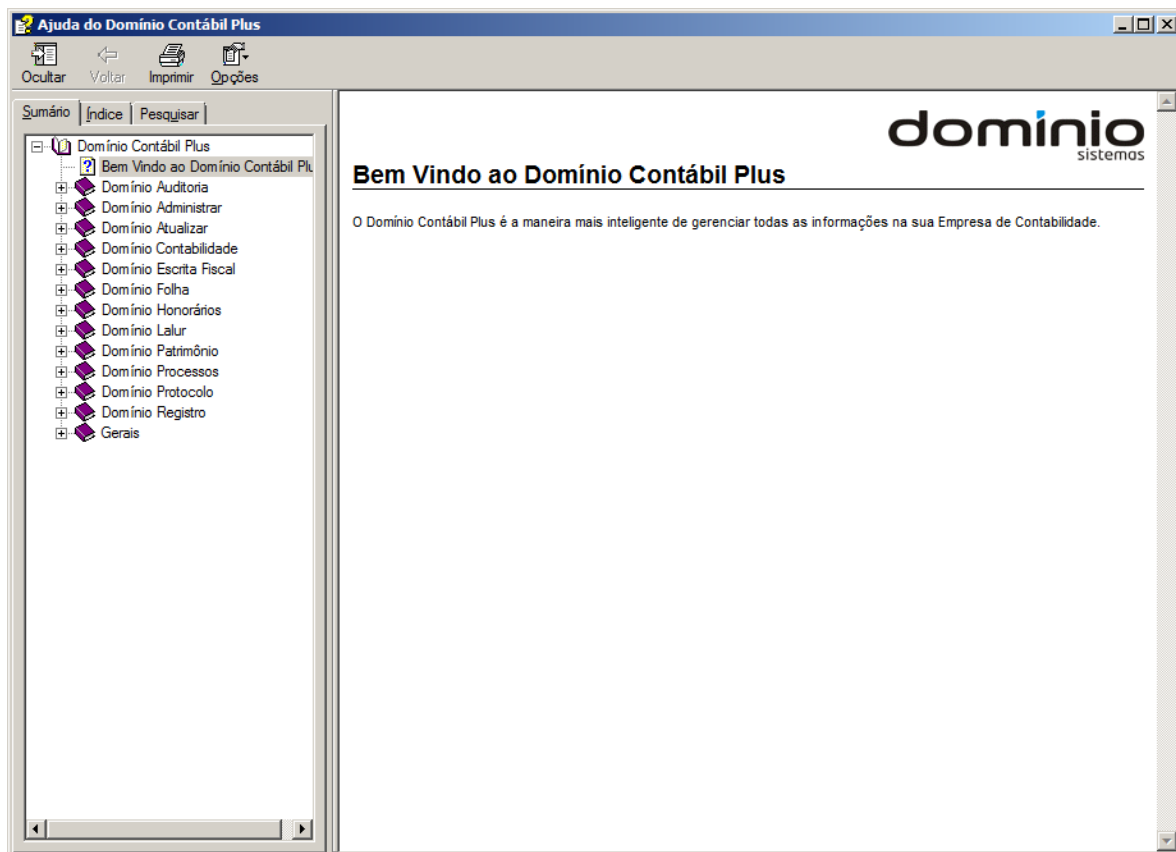 Ajuda do Domínio Contábil Plus
Ocultar Voltar Imprimir Opções
Sumário Índice Pesquisar
Domínio Contábil Plus
Bem Vindo ao Domínio Contábil Plu
Domínio Auditoria
Domínio Administrar
Domínio Atualizar
Domínio Contabilidade
Domínio Escrita Fiscal
Domínio Folha
Domínio Honorários
Domínio Lalur
Domínio Patrimônio
Domínio Processos
Domínio Protocolo
Domínio Registro
Gerais
domínio
sistemas
Bem Vindo ao Domínio Contábil Plus
O Domínio Contábil Plus é a maneira mais inteligente de gerenciar todas as informações na sua Empresa de Contabilidade.